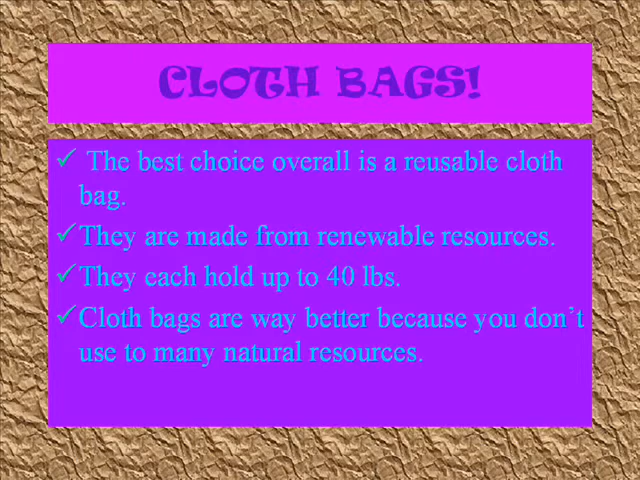 CLOTH BAGS!
✓ The best choice overall is a reusable cloth
bag.
✓They are made from renewable resources.
✓They each hold up to 40 lbs.
✓Cloth bags are way better because you don’t
use to many natural resources.